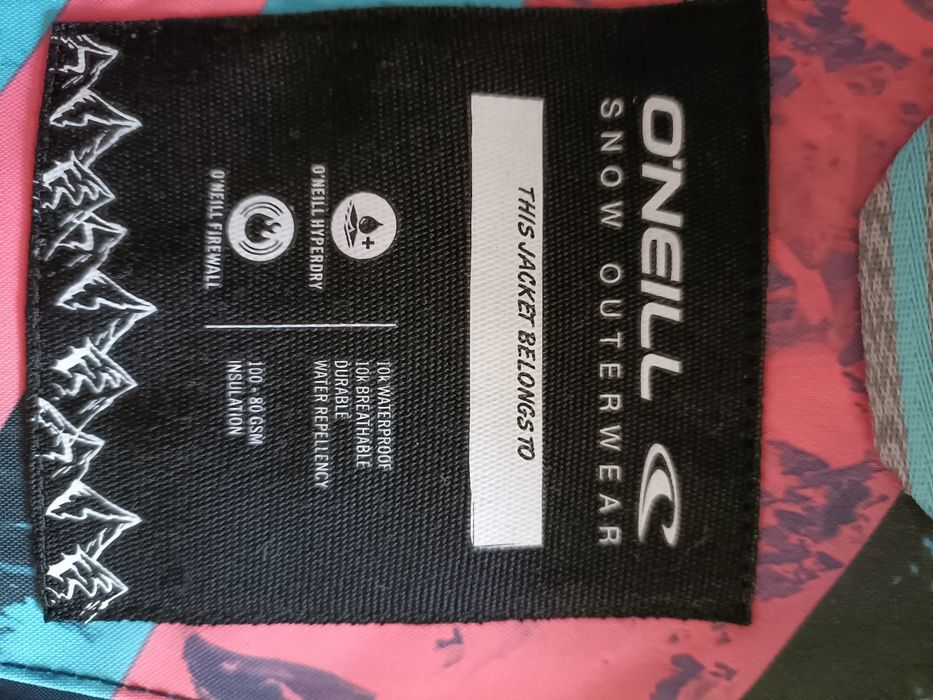 O'NEILL
SNOW OUTERWEAR
THIS JACKET BELONGS TO
O'NEILL HYPERDRY
10K WATERPROOF
10K BREATHABLE
DURABLE
WATER REPELLENCY
O'NEILL FIREWALL
100 + 80 GSM
INSULATION